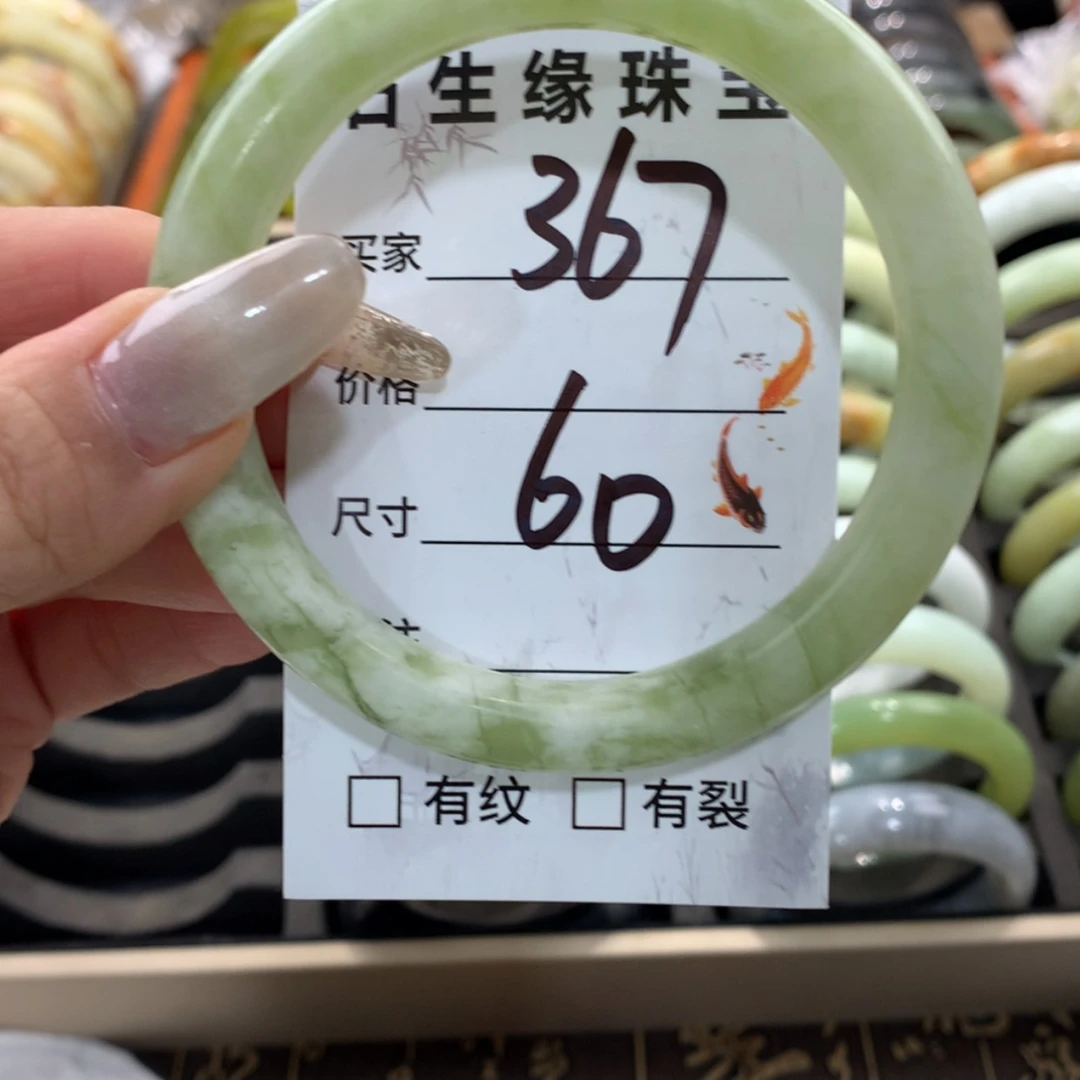 生缘珠宝
买家 367
价格
尺寸 60
有纹 有裂